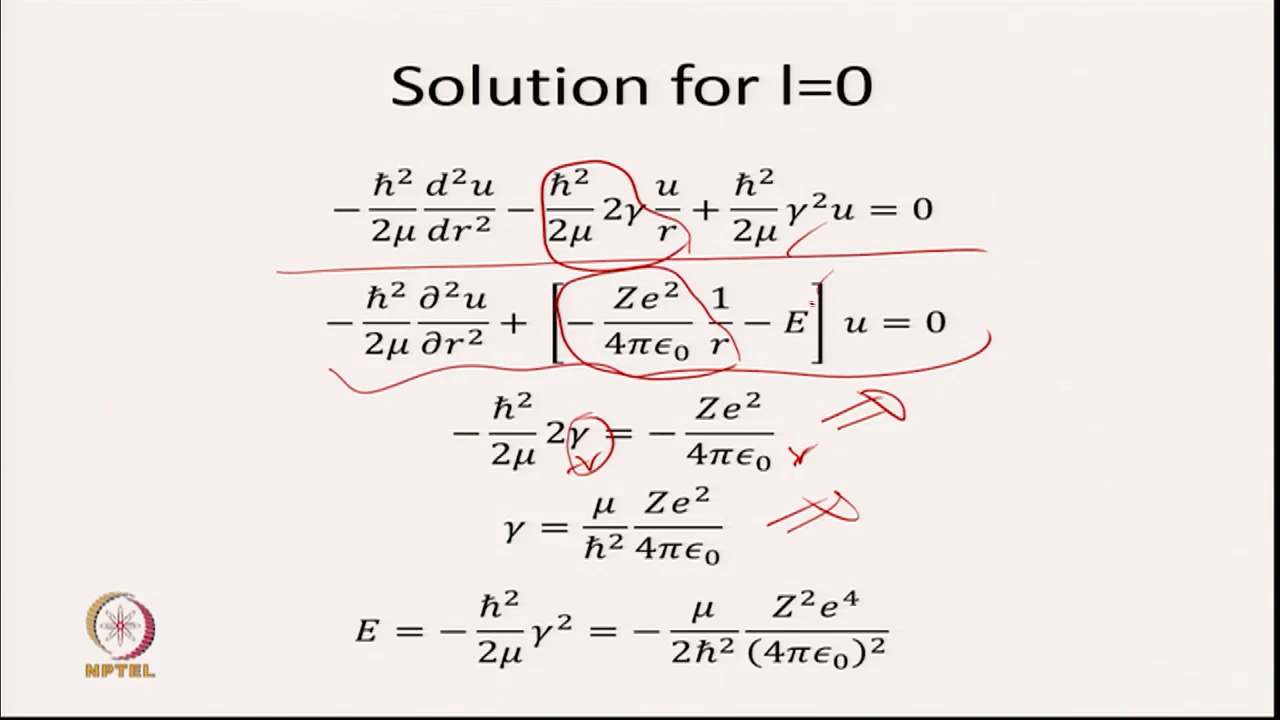 Solution for l=0
−ħ²/2μ d²u/dr² − ħ²/2μ 2γ u/r + ħ²/2μ γ²u = 0
−ħ²/2μ ∂²u/∂r² + [−Ze²/4πϵ₀ 1/r − E] u = 0
−ħ²/2μ 2γ = −Ze²/4πϵ₀
γ = μ/ħ² Ze²/4πϵ₀
E = −ħ²/2μ γ² = −μ/2ħ² Z²e⁴/(4πϵ₀)²
NPTEL